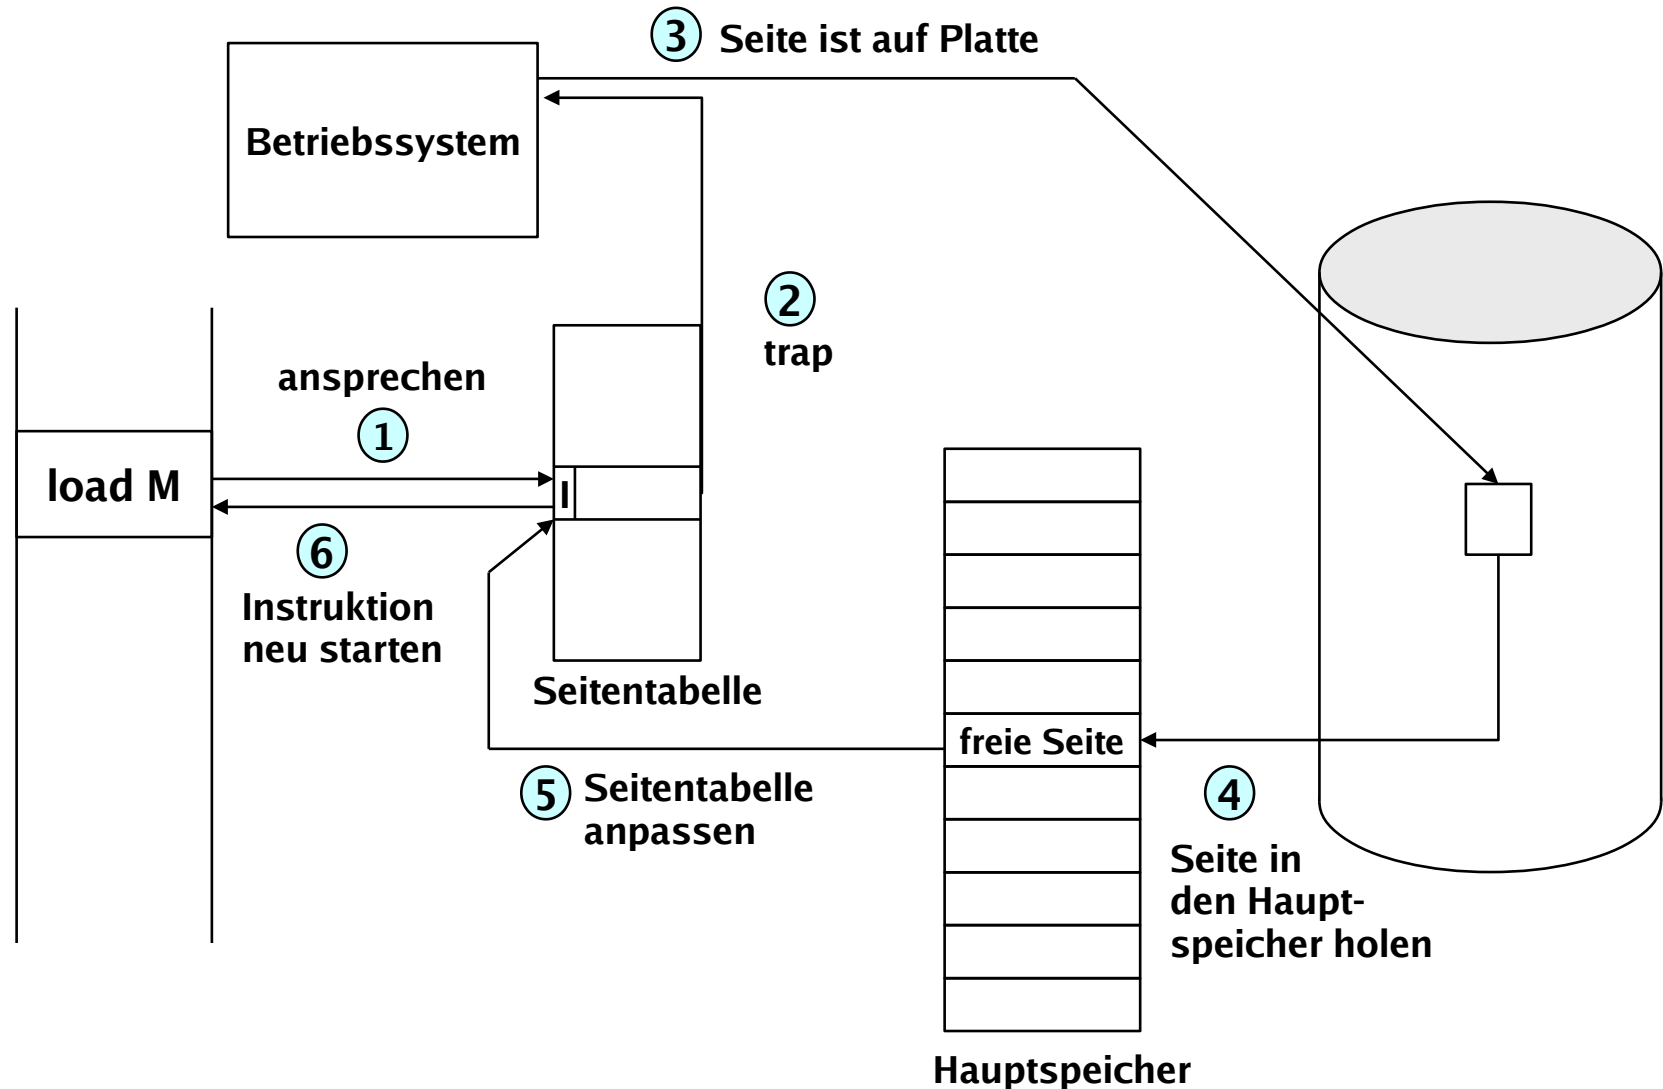 3 Seite ist auf Platte
Betriebssystem
2
trap
ansprechen
1
load M
I
6
Instruktion
neu starten
Seitentabelle
freie Seite
5 Seitentabelle
anpassen
4
Seite in
den Haupt-
speicher holen
Hauptspeicher